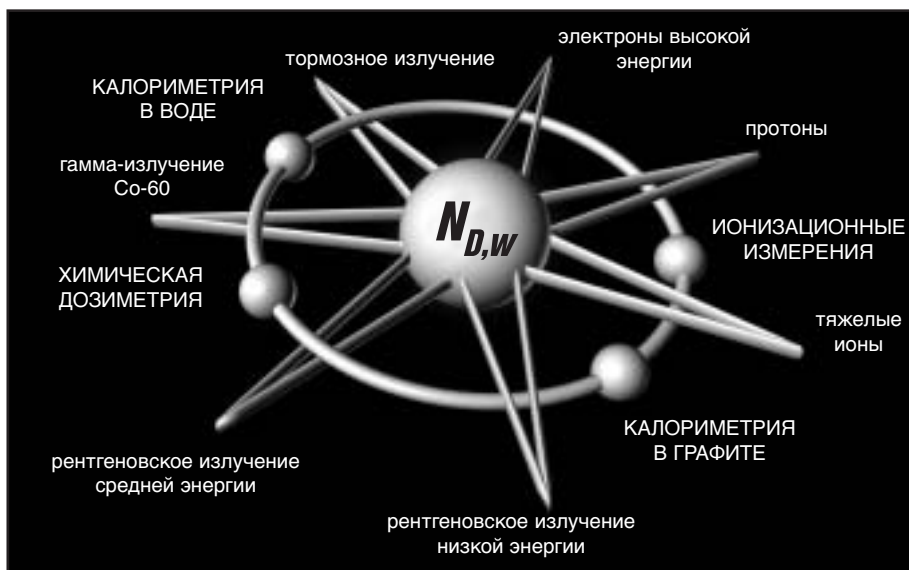 электроны высокой
энергии
тормозное излучение
КАЛОРИМЕТРИЯ
В ВОДЕ
протоны
гамма-излучение
Co-60
N_{D,W}
ИОНИЗАЦИОННЫЕ
ИЗМЕРЕНИЯ
ХИМИЧЕСКАЯ
ДОЗИМЕТРИЯ
тяжелые
ионы
КАЛОРИМЕТРИЯ
В ГРАФИТЕ
рентгеновское излучение
средней энергии
рентгеновское излучение
низкой энергии